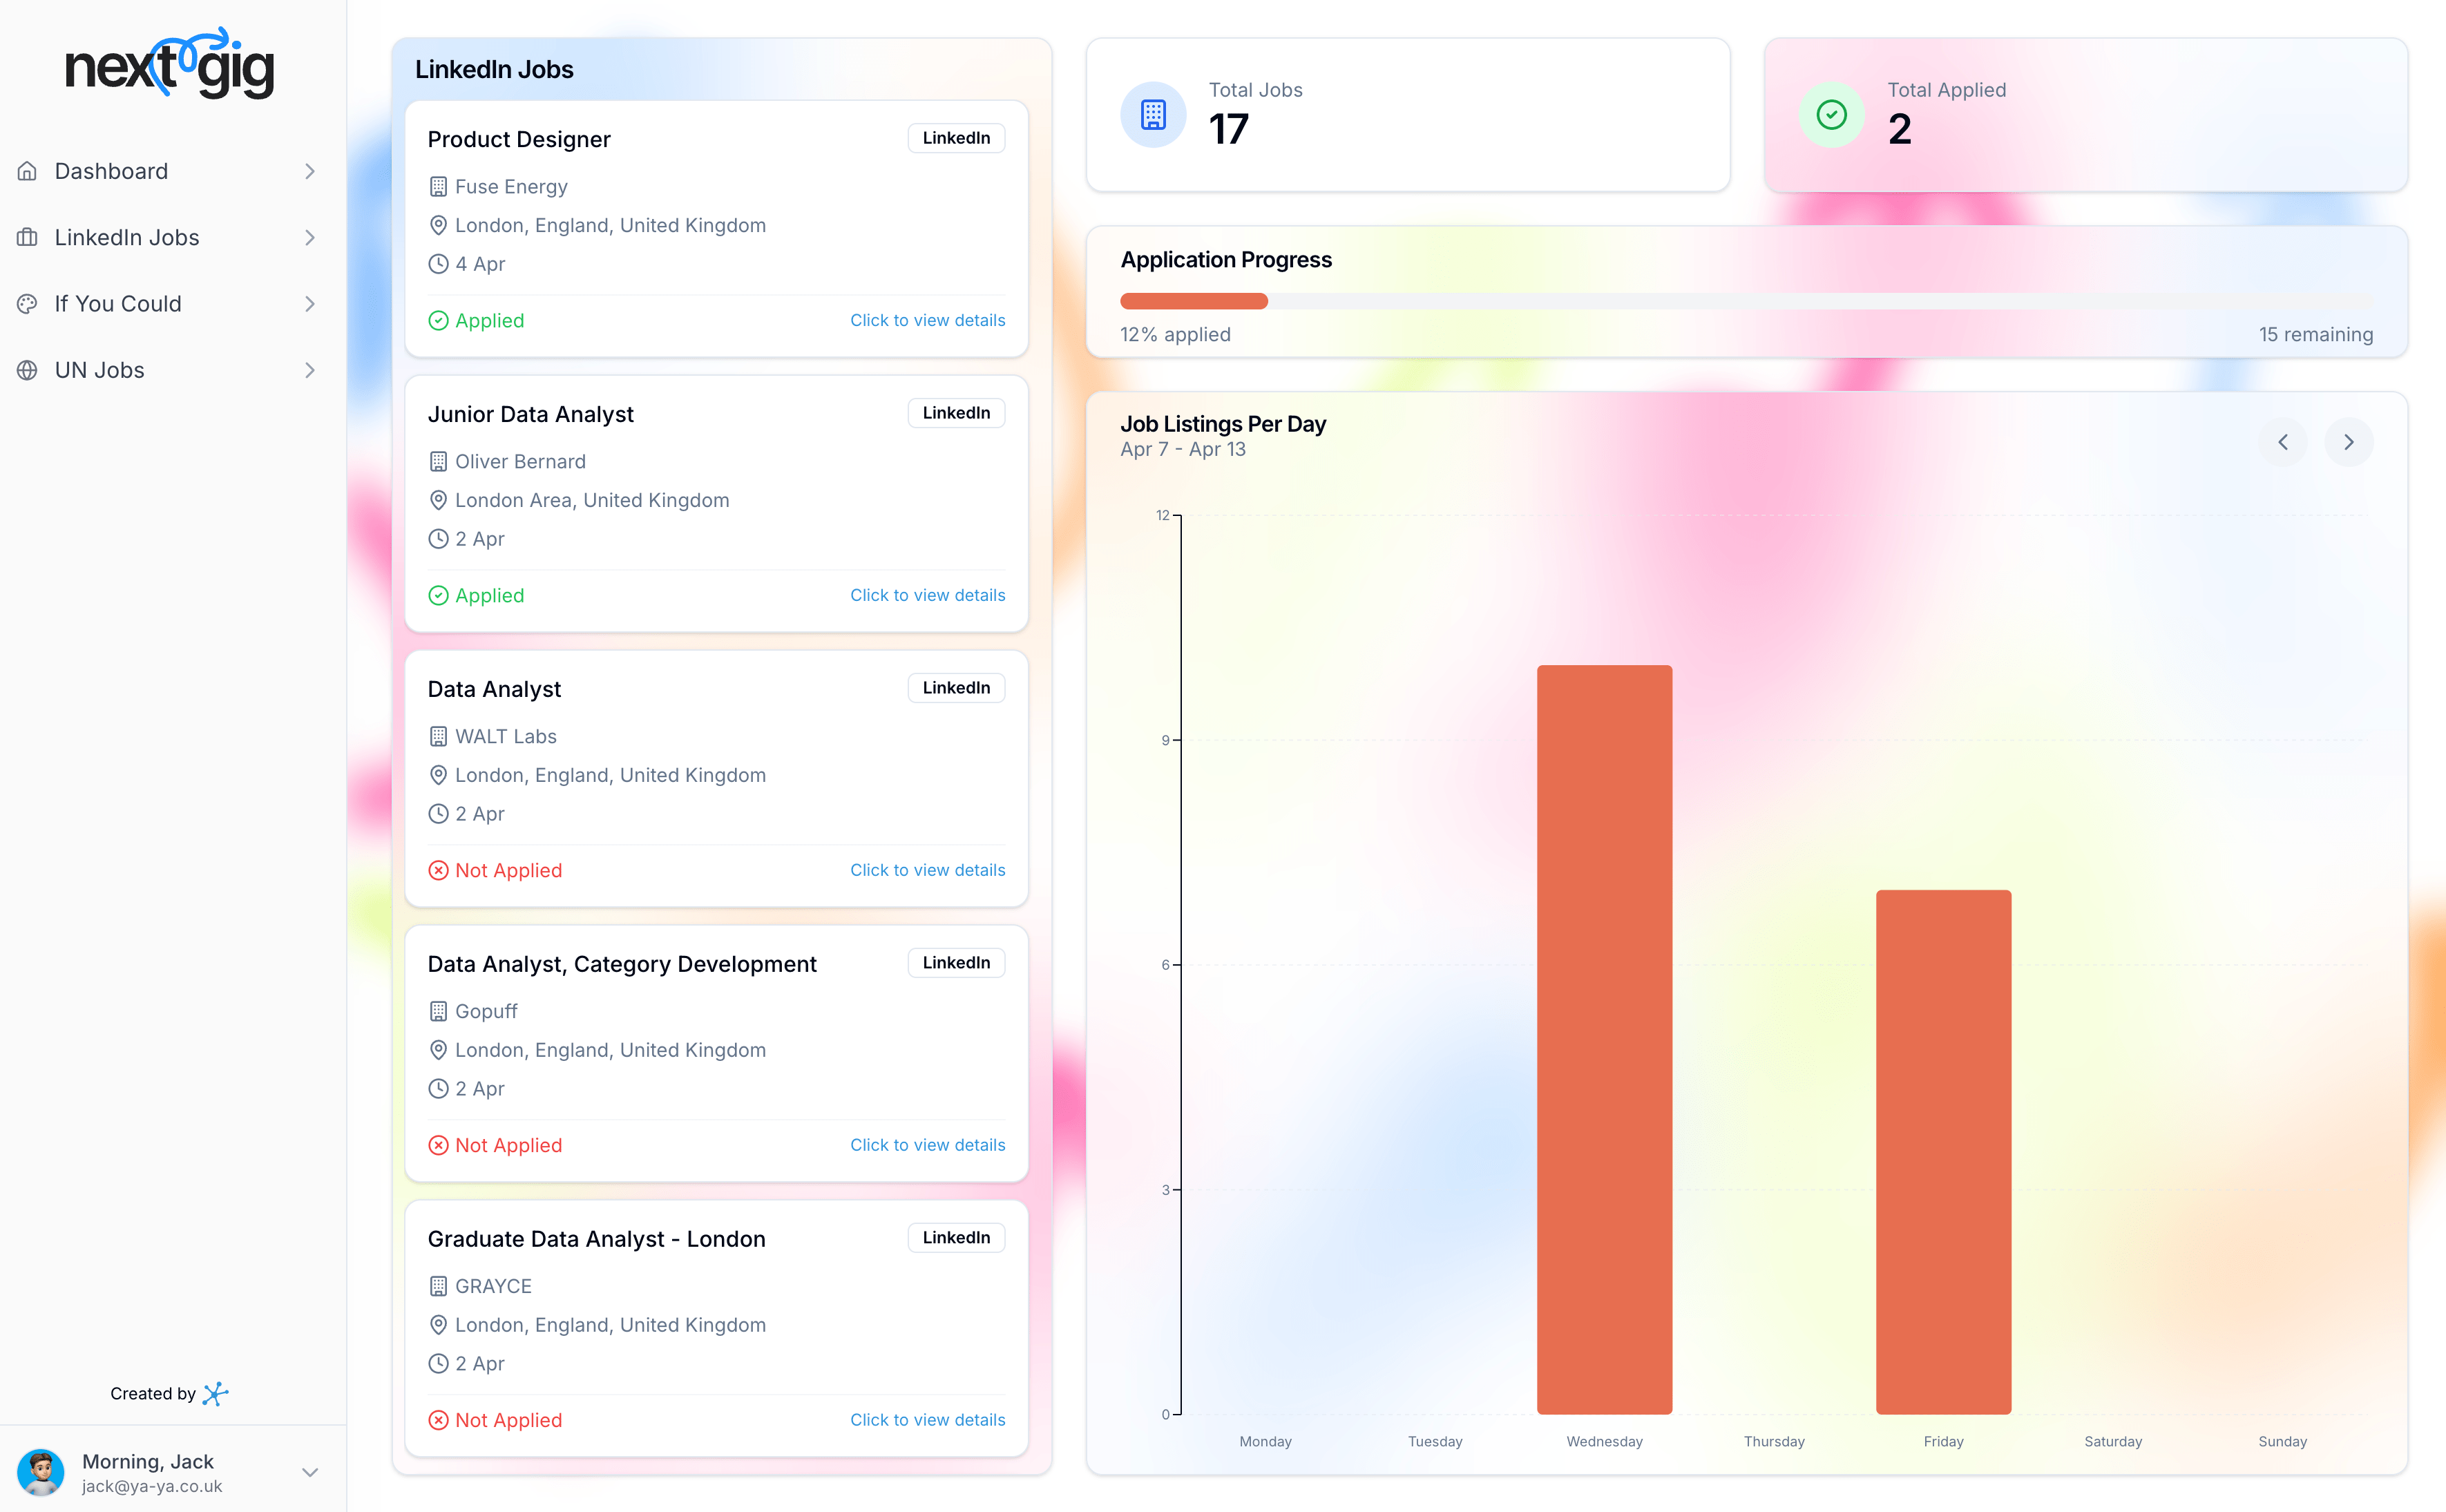 next gig
Dashboard
LinkedIn Jobs
If You Could
UN Jobs
Created by
Morning, Jack
jack@ya-ya.co.uk
LinkedIn Jobs
Product Designer
LinkedIn
Fuse Energy
London, England, United Kingdom
4 Apr
Applied
Click to view details
Junior Data Analyst
LinkedIn
Oliver Bernard
London Area, United Kingdom
2 Apr
Applied
Click to view details
Data Analyst
LinkedIn
WALT Labs
London, England, United Kingdom
2 Apr
Not Applied
Click to view details
Data Analyst, Category Development
LinkedIn
Gopuff
London, England, United Kingdom
2 Apr
Not Applied
Click to view details
Graduate Data Analyst - London
LinkedIn
GRAYCE
London, England, United Kingdom
2 Apr
Not Applied
Click to view details
Total Jobs
17
Total Applied
2
Application Progress
12% applied
15 remaining
Job Listings Per Day
Apr 7 - Apr 13
12
9
6
3
0
Monday
Tuesday
Wednesday
Thursday
Friday
Saturday
Sunday